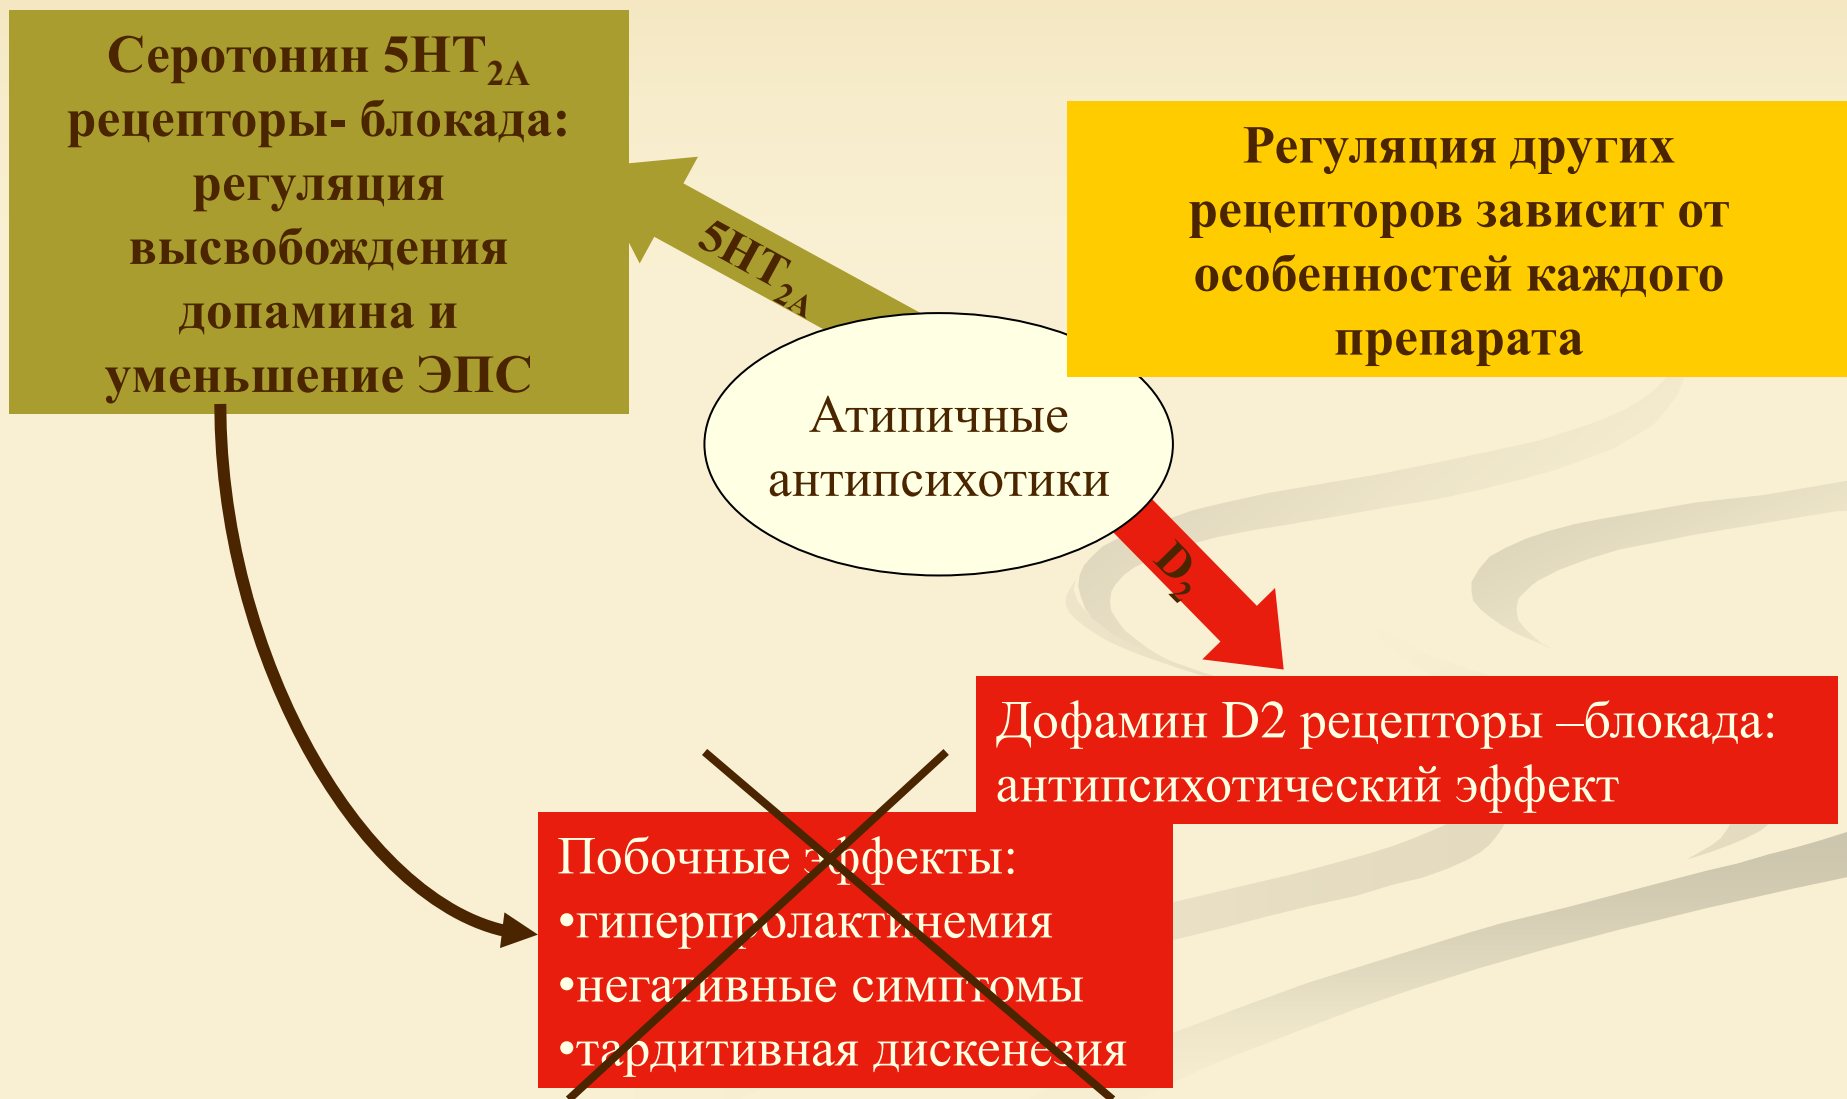 Серотонин 5HT2A
рецепторы- блокада:
регуляция
высвобождения
допамина и
уменьшение ЭПС
5HT2A
Регуляция других
рецепторов зависит от
особенностей каждого
препарата
Атипичные
антипсихотики
D2
Дофамин D2 рецепторы –блокада:
антипсихотический эффект
Побочные эффекты:
•гиперпролактинемия
•негативные симптомы
•тардитивная дискенезия